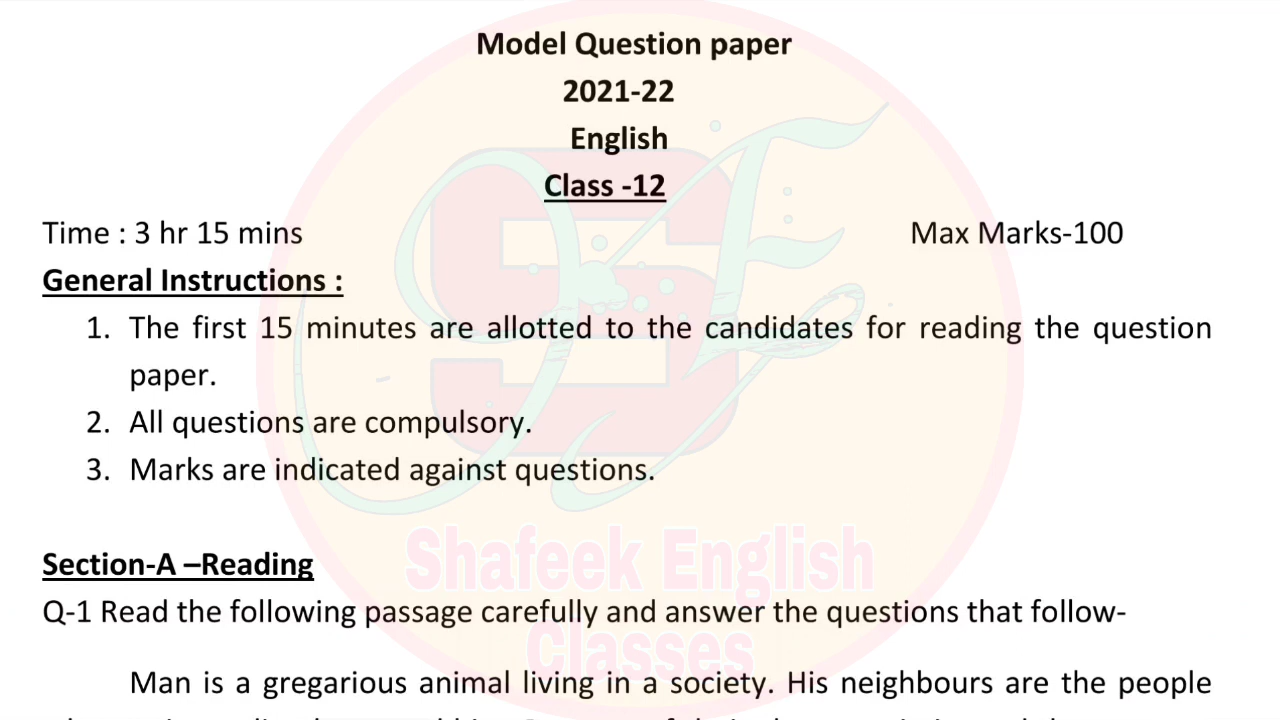 Model Question paper
2021-22
English
Class -12
Time : 3 hr 15 mins Max Marks-100
General Instructions :
1. The first 15 minutes are allotted to the candidates for reading the question
paper.
2. All questions are compulsory.
3. Marks are indicated against questions.
Shafeek English
Classes
Section-A –Reading
Q-1 Read the following passage carefully and answer the questions that follow-
Man is a gregarious animal living in a society. His neighbours are the people